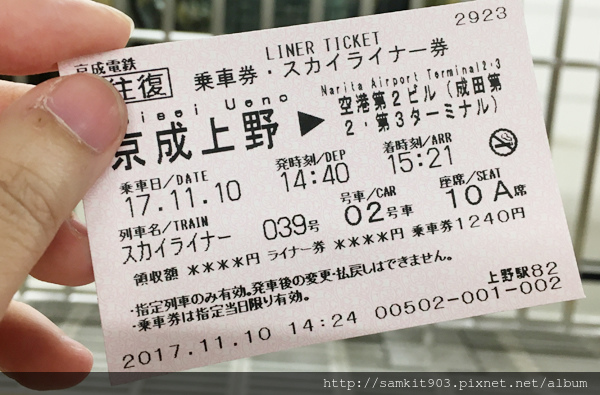 2923
京成電鉄
LINER TICKET
往復
乗車券・スカイライナー券
Ueno
Narita Airport Terminal2・3
京成上野 ▶ 空港第2ビル(成田第
2・第3ターミナル)
乗車日/DATE 発時刻/DEP 着時刻/ARR
17.11.10 14:40 15:21
列車名/TRAIN 号車/CAR 座席/SEAT
スカイライナー 039号 02号車 10A席
領収額 ****円 ライナー券 ****円 乗車券1240円
・指定列車のみ有効。発車後の変更・払戻しはできません。
・乗車券は指定当日限り有効。
上野駅82
2017.11.10 14:24 00502-001-002
http://samkit903.pixnet.net/album